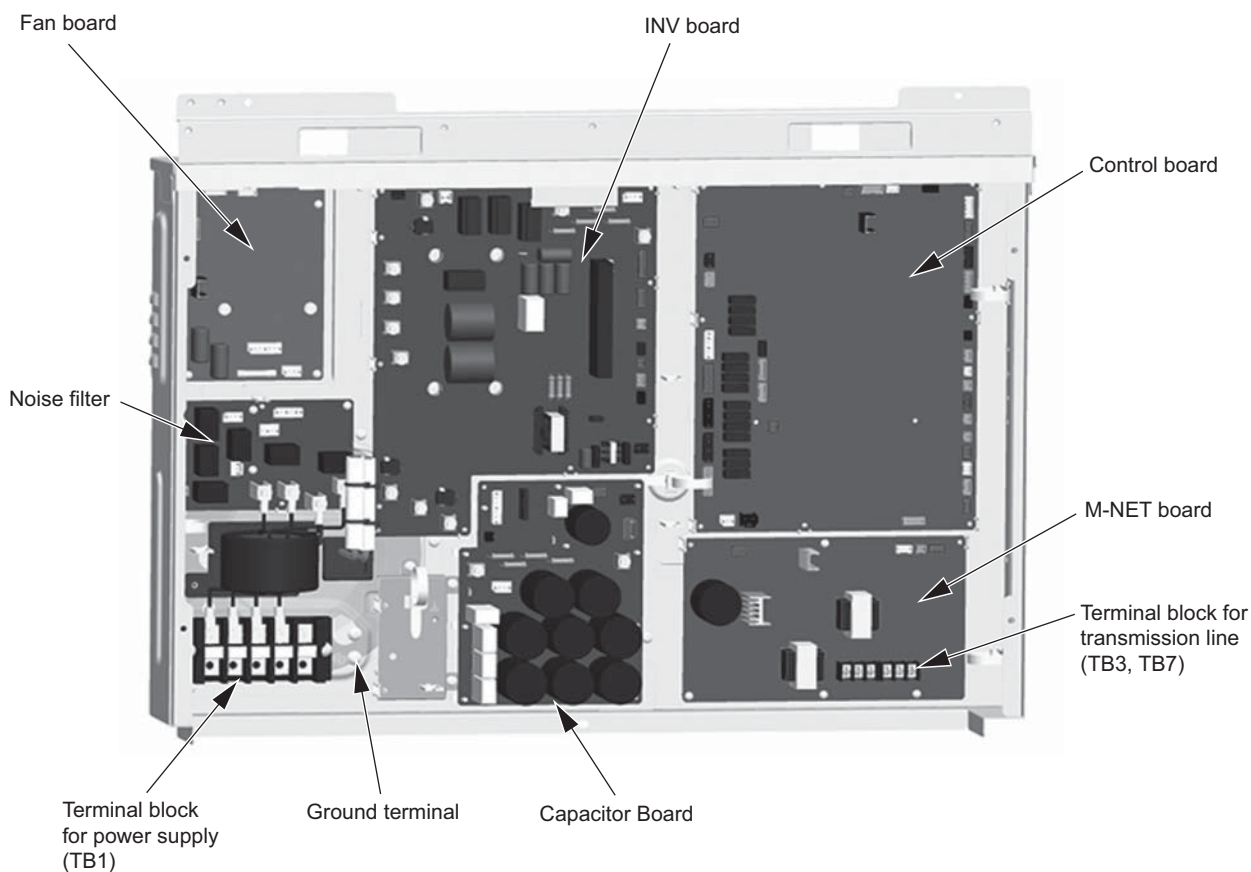 Fan board
INV board
Control board
Noise filter
M-NET board
Terminal block for
transmission line
(TB3, TB7)
Terminal block
for power supply
(TB1)
Ground terminal
Capacitor Board